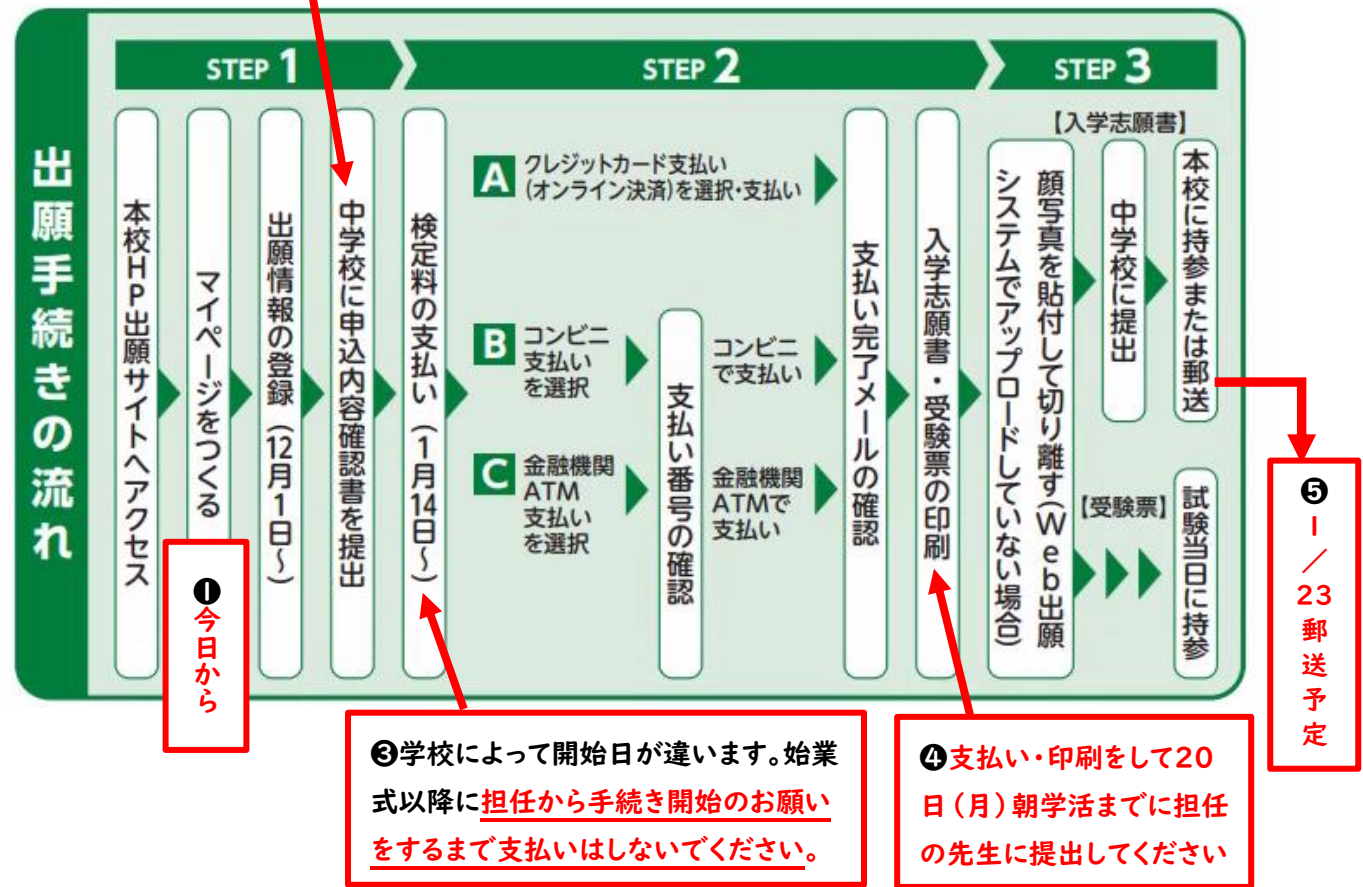 出願手続きの流れ
STEP 1
STEP 2
STEP 3
本校HP出願サイトへアクセス
マイページをつくる
出願情報の登録（12月1日～）
中学校に申込内容確認書を提出
検定料の支払い（1月14日～）
A クレジットカード支払い
(オンライン決済)を選択・支払い
B コンビニ
支払い
を選択
C 金融機関
ATM
支払い
を選択
支払い番号の確認
コンビニ
で支払い
金融機関
ATMで
支払い
支払い完了メールの確認
入学志願書・受験票の印刷
顔写真を貼付して切り離す(Web出願
システムでアップロードしていない場合)
【入学志願書】
中学校に提出
本校に持参または郵送
【受験票】
試験当日に持参
❶今日から
❸学校によって開始日が違います。始業
式以降に担任から手続き開始のお願い
をするまで支払いはしないでください。
❹支払い・印刷をして20
日（月）朝学活までに担任
の先生に提出してください
❺1／23郵送予定